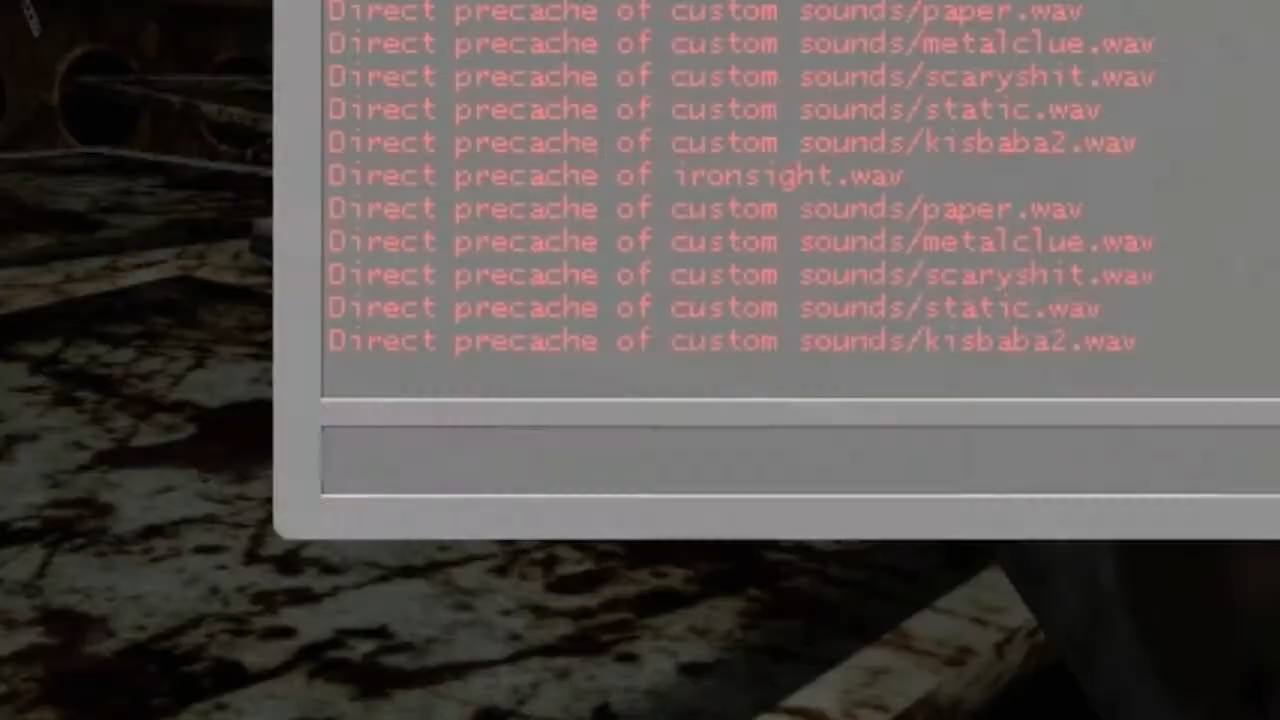 Direct precache of custom sounds/paper.wav
Direct precache of custom sounds/metalclue.wav
Direct precache of custom sounds/scaryshit.wav
Direct precache of custom sounds/static.wav
Direct precache of custom sounds/kisbaba2.wav
Direct precache of ironsight.wav
Direct precache of custom sounds/paper.wav
Direct precache of custom sounds/metalclue.wav
Direct precache of custom sounds/scaryshit.wav
Direct precache of custom sounds/static.wav
Direct precache of custom sounds/kisbaba2.wav